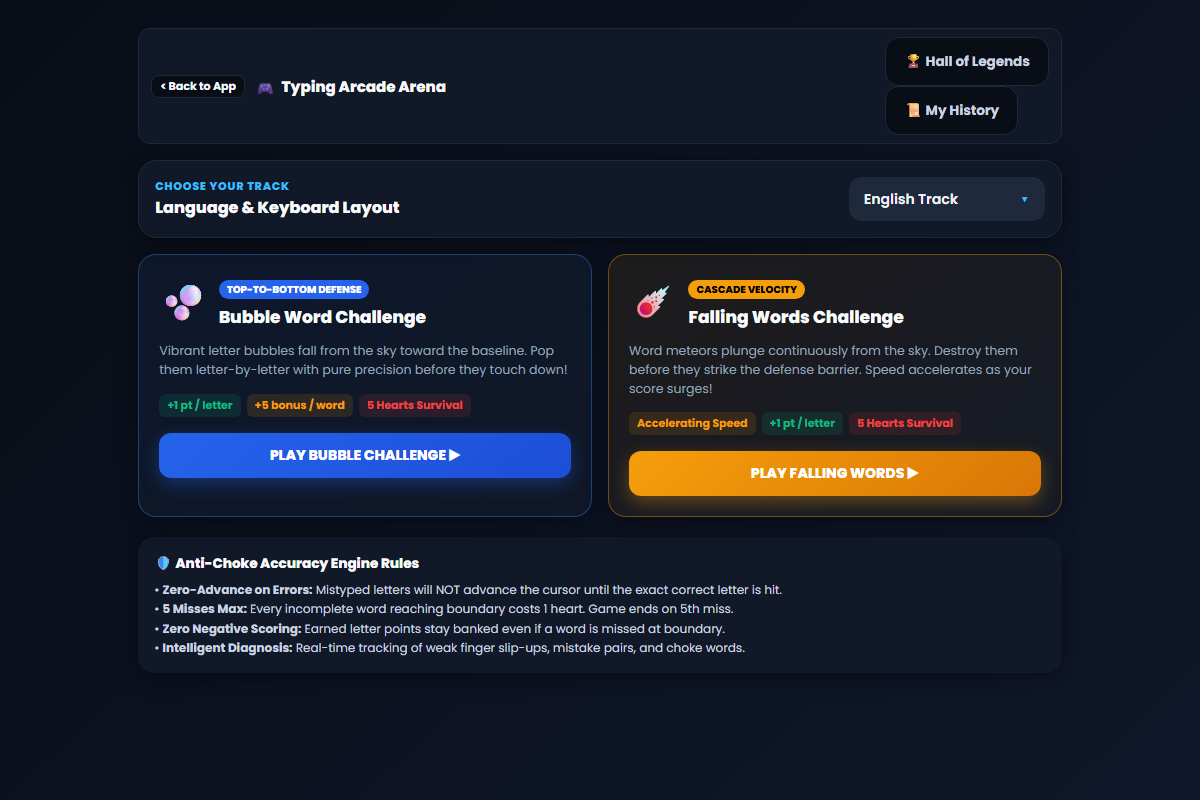 < Back to App
🎮 Typing Arcade Arena
🏆 Hall of Legends
📜 My History
CHOOSE YOUR TRACK
Language & Keyboard Layout
English Track ▼
TOP-TO-BOTTOM DEFENSE
Bubble Word Challenge
Vibrant letter bubbles fall from the sky toward the baseline. Pop
them letter-by-letter with pure precision before they touch down!
+1 pt / letter
+5 bonus / word
5 Hearts Survival
PLAY BUBBLE CHALLENGE ▶
CASCADE VELOCITY
Falling Words Challenge
Word meteors plunge continuously from the sky. Destroy them
before they strike the defense barrier. Speed accelerates as your
score surges!
Accelerating Speed
+1 pt / letter
5 Hearts Survival
PLAY FALLING WORDS ▶
🛡️ Anti-Choke Accuracy Engine Rules
• Zero-Advance on Errors: Mistyped letters will NOT advance the cursor until the exact correct letter is hit.
• 5 Misses Max: Every incomplete word reaching boundary costs 1 heart. Game ends on 5th miss.
• Zero Negative Scoring: Earned letter points stay banked even if a word is missed at boundary.
• Intelligent Diagnosis: Real-time tracking of weak finger slip-ups, mistake pairs, and choke words.